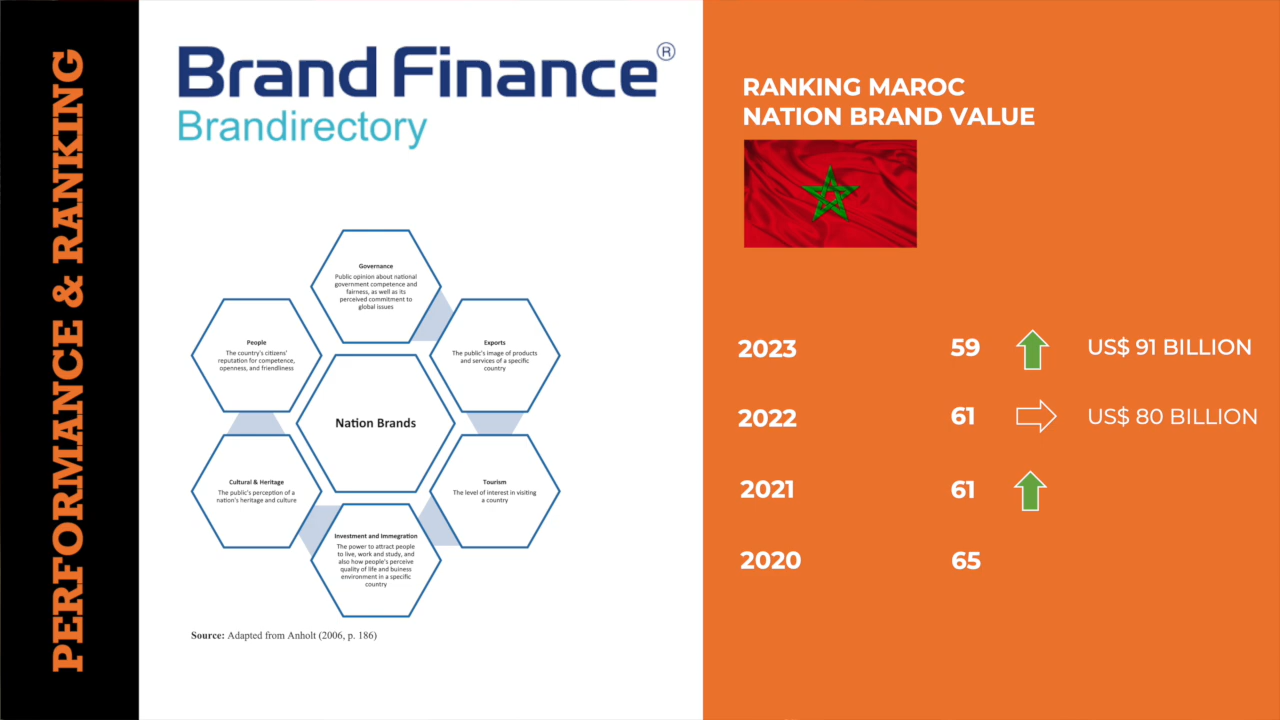 PERFORMANCE & RANKING
Brand Finance®
Brandirectory
Governance
Public opinion about national
government competence and
fairness, as well as its
perceived commitment to
global issues
People
The country's citizens'
reputation for competence,
openness, and friendliness
Exports
The public's image of products
and services of a specific
country
Nation Brands
Cultural & Heritage
The public's perception of a
nation's heritage and culture
Tourism
The level of interest in visiting
a country
Investment and Immegration
The power to attract people
to live, work and study, and
also how people's perceive
quality of life and buiness
environment in a specific
country
Source: Adapted from Anholt (2006, p. 186)
RANKING MAROC
NATION BRAND VALUE
2023 59 US$ 91 BILLION
2022 61 US$ 80 BILLION
2021 61
2020 65